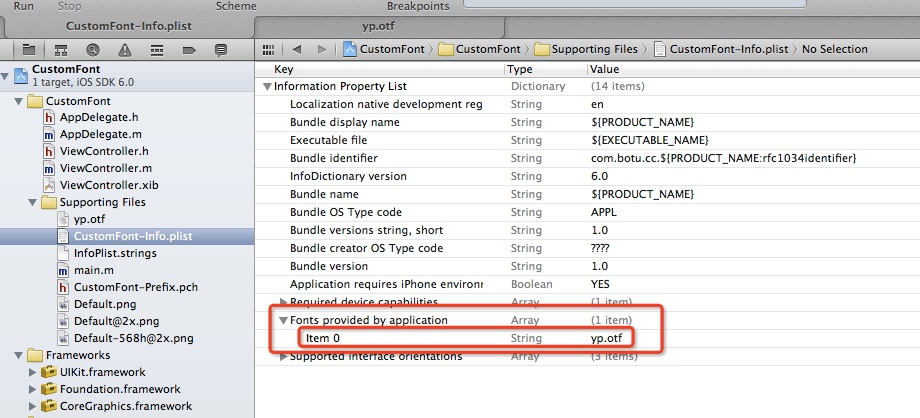 Run Stop Scheme Breakpoints
CustomFont-Info.plist yp.otf
CustomFont CustomFont Supporting Files CustomFont-Info.plist No Selection
CustomFont
1 target, iOS SDK 6.0
CustomFont
AppDelegate.h
AppDelegate.m
ViewController.h
ViewController.m
ViewController.xib
Supporting Files
yp.otf
CustomFont-Info.plist
InfoPlist.strings
main.m
CustomFont-Prefix.pch
Default.png
Default@2x.png
Default-568h@2x.png
Frameworks
UIKit.framework
Foundation.framework
CoreGraphics.framework
Key Type Value
Information Property List Dictionary (14 items)
Localization native development reg String en
Bundle display name String ${PRODUCT_NAME}
Executable file String ${EXECUTABLE_NAME}
Bundle identifier String com.botu.cc.${PRODUCT_NAME:rfc1034identifier}
InfoDictionary version String 6.0
Bundle name String ${PRODUCT_NAME}
Bundle OS Type code String APPL
Bundle versions string, short String 1.0
Bundle creator OS Type code String ????
Bundle version String 1.0
Application requires iPhone environr Boolean YES
Required device capabilities Array (1 item)
Fonts provided by application Array (1 item)
Item 0 String yp.otf
Supported interface orientations Array (3 items)